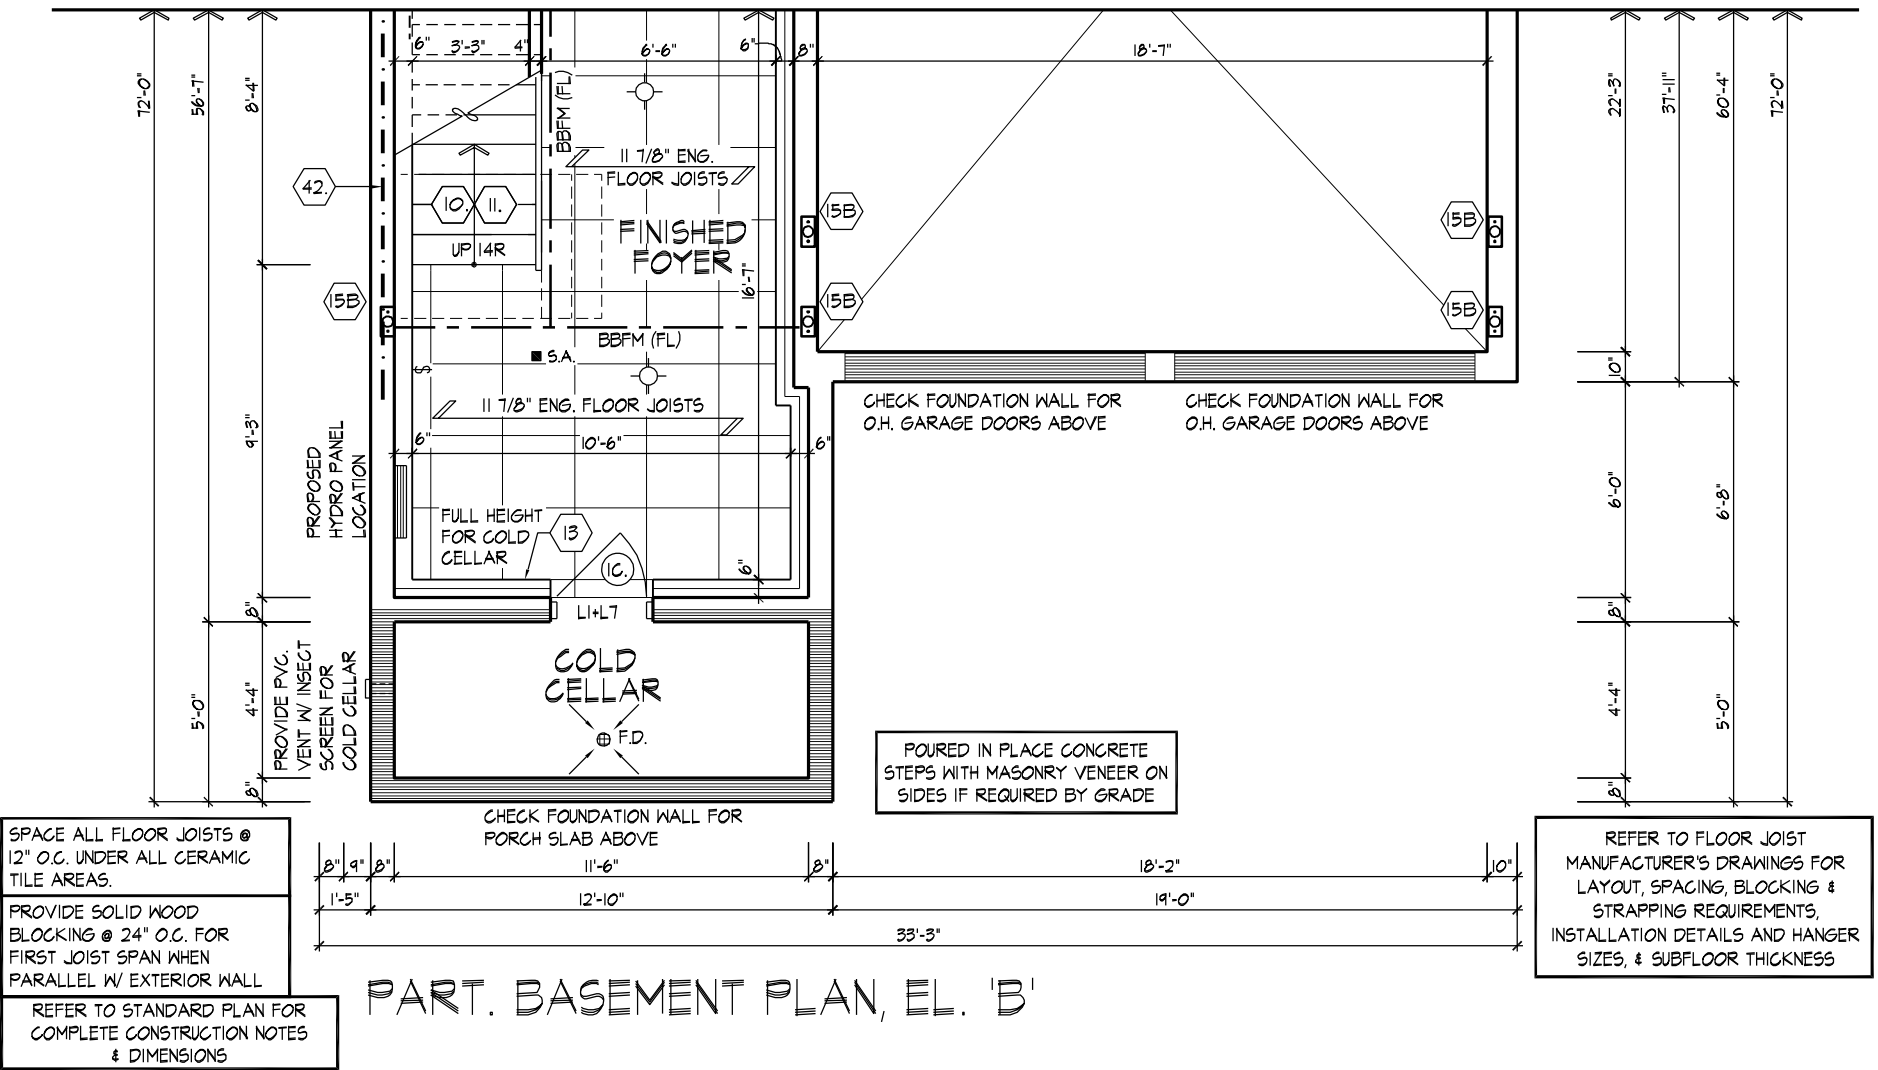 6" 3'-3" 4" 6'-6" 6" 8" 18'-7"
72'-0"
56'-7"
8'-4"
22'-3"
37'-11"
60'-4"
72'-0"
BBFM (FL)
11 7/8" ENG.
FLOOR JOISTS
42.
10. 11.
UP 14R
FINISHED
FOYER
16'-7"
15B
15B
15B
15B
15B
BBFM (FL)
S.A.
$
11 7/8" ENG. FLOOR JOISTS
6" 10'-6" 6"
10"
CHECK FOUNDATION WALL FOR
O.H. GARAGE DOORS ABOVE
CHECK FOUNDATION WALL FOR
O.H. GARAGE DOORS ABOVE
9'-3"
PROPOSED
HYDRO PANEL
LOCATION
6'-0"
6'-8"
FULL HEIGHT
FOR COLD
CELLAR
13
1C.
6"
8"
L1+L7
8"
COLD
CELLAR
F.D.
5'-0"
4'-4"
PROVIDE PVC.
VENT W/ INSECT
SCREEN FOR
COLD CELLAR
8"
4'-4"
5'-0"
8"
POURED IN PLACE CONCRETE
STEPS WITH MASONRY VENEER ON
SIDES IF REQUIRED BY GRADE
CHECK FOUNDATION WALL FOR
PORCH SLAB ABOVE
SPACE ALL FLOOR JOISTS @
12" O.C. UNDER ALL CERAMIC
TILE AREAS.
PROVIDE SOLID WOOD
BLOCKING @ 24" O.C. FOR
FIRST JOIST SPAN WHEN
PARALLEL W/ EXTERIOR WALL
REFER TO STANDARD PLAN FOR
COMPLETE CONSTRUCTION NOTES
& DIMENSIONS
8" 9" 8" 11'-6" 8" 18'-2" 10"
1'-5" 12'-10" 19'-0"
33'-3"
REFER TO FLOOR JOIST
MANUFACTURER'S DRAWINGS FOR
LAYOUT, SPACING, BLOCKING &
STRAPPING REQUIREMENTS,
INSTALLATION DETAILS AND HANGER
SIZES, & SUBFLOOR THICKNESS
PART. BASEMENT PLAN, EL. 'B'